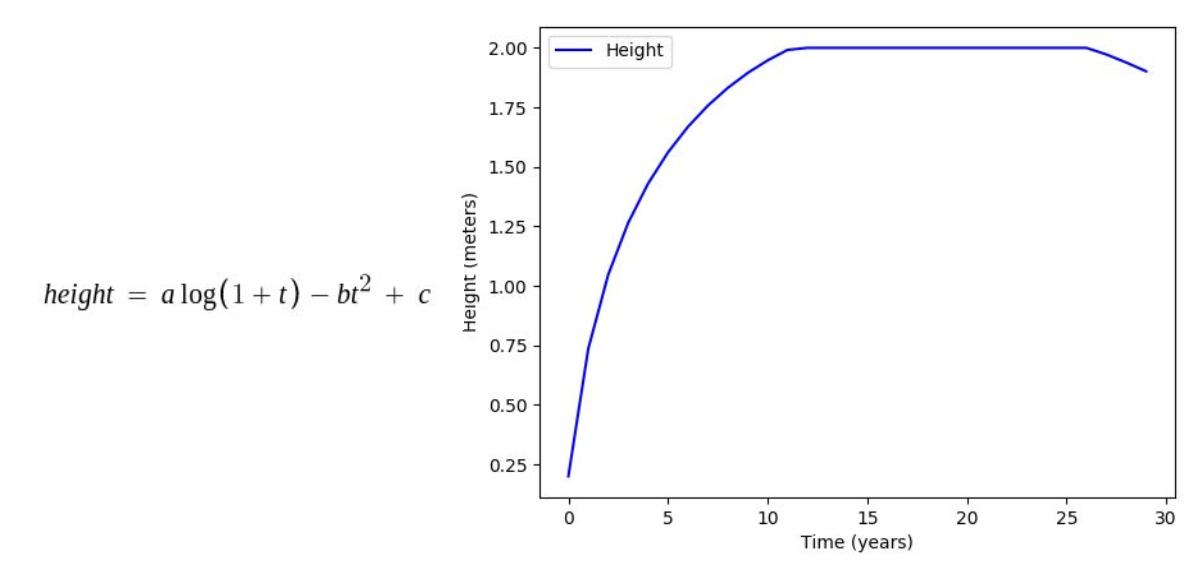 height = a log(1 + t) − bt² + c
Height
2.00
1.75
1.50
1.25
1.00
0.75
0.50
0.25
Height (meters)
0 5 10 15 20 25 30
Time (years)